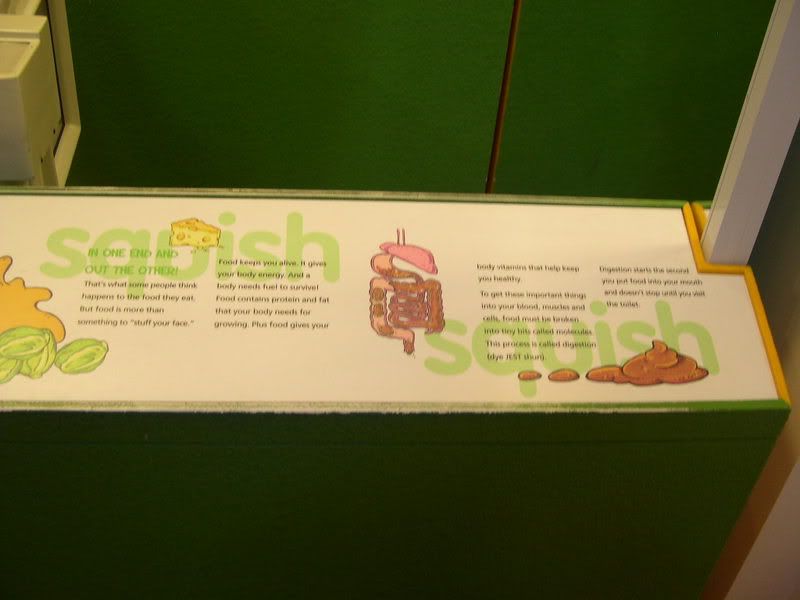 squish
IN ONE END AND
OUT THE OTHER!
That's what some people think
happens to the food they eat.
But food is more than
something to "stuff your face."
Food keeps you alive. It gives
your body energy. And a
body needs fuel to survive!
Food contains protein and fat
that your body needs for
growing. Plus food gives your
body vitamins that help keep
you healthy.
To get these important things
into your blood, muscles and
cells, food must be broken
into tiny bits called molecules.
This process is called digestion
(dye JEST shun).
squish
Digestion starts the second
you put food into your mouth
and doesn't stop until you visit
the toilet.